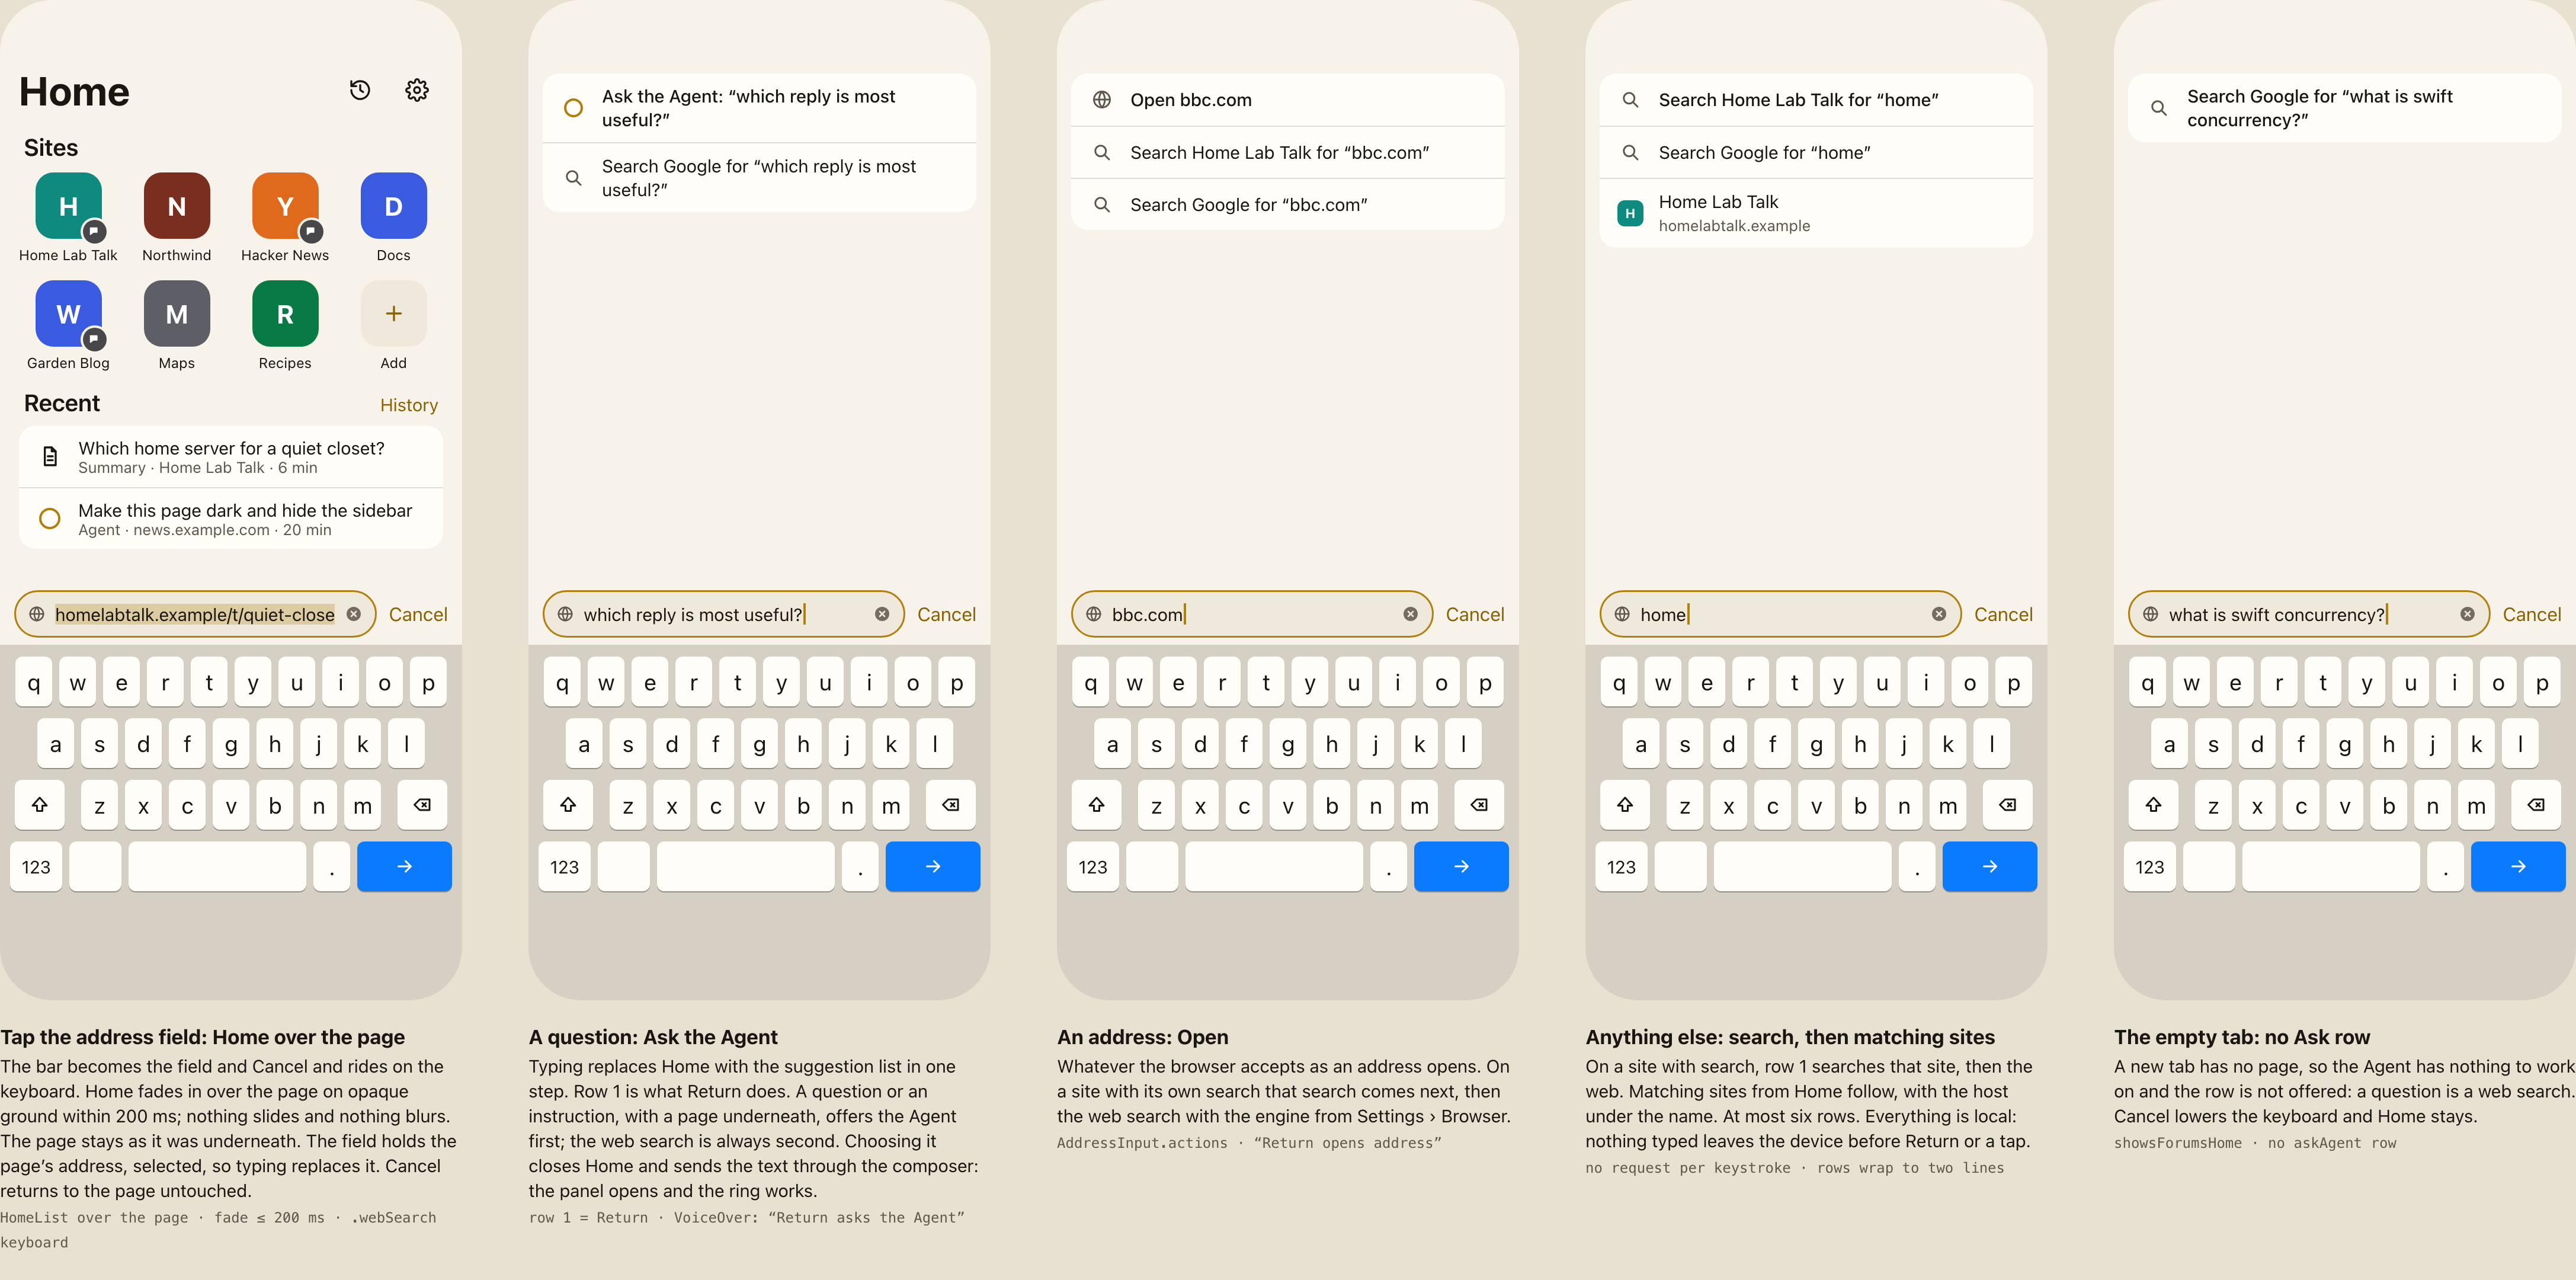 Home
Sites
H
N
Y
D
Home Lab Talk
Northwind
Hacker News
Docs
W
M
R
+
Garden Blog
Maps
Recipes
Add
Recent
History
Which home server for a quiet closet?
Summary · Home Lab Talk · 6 min
Make this page dark and hide the sidebar
Agent · news.example.com · 20 min
homelabtalk.example/t/quiet-close
Cancel
q w e r t y u i o p
a s d f g h j k l
z x c v b n m
123 .
Tap the address field: Home over the page
The bar becomes the field and Cancel and rides on the
keyboard. Home fades in over the page on opaque
ground within 200 ms; nothing slides and nothing blurs.
The page stays as it was underneath. The field holds the
page’s address, selected, so typing replaces it. Cancel
returns to the page untouched.
HomeList over the page · fade ≤ 200 ms · .webSearch
keyboard
Ask the Agent: “which reply is most
useful?”
Search Google for “which reply is most
useful?”
which reply is most useful?
Cancel
q w e r t y u i o p
a s d f g h j k l
z x c v b n m
123 .
A question: Ask the Agent
Typing replaces Home with the suggestion list in one
step. Row 1 is what Return does. A question or an
instruction, with a page underneath, offers the Agent
first; the web search is always second. Choosing it
closes Home and sends the text through the composer:
the panel opens and the ring works.
row 1 = Return · VoiceOver: “Return asks the Agent”
Open bbc.com
Search Home Lab Talk for “bbc.com”
Search Google for “bbc.com”
bbc.com
Cancel
q w e r t y u i o p
a s d f g h j k l
z x c v b n m
123 .
An address: Open
Whatever the browser accepts as an address opens. On
a site with its own search that search comes next, then
the web search with the engine from Settings › Browser.
AddressInput.actions · “Return opens address”
Search Home Lab Talk for “home”
Search Google for “home”
H
Home Lab Talk
homelabtalk.example
home
Cancel
q w e r t y u i o p
a s d f g h j k l
z x c v b n m
123 .
Anything else: search, then matching sites
On a site with search, row 1 searches that site, then the
web. Matching sites from Home follow, with the host
under the name. At most six rows. Everything is local:
nothing typed leaves the device before Return or a tap.
no request per keystroke · rows wrap to two lines
Search Google for “what is swift
concurrency?”
what is swift concurrency?
Cancel
q w e r t y u i o p
a s d f g h j k l
z x c v b n m
123 .
The empty tab: no Ask row
A new tab has no page, so the Agent has nothing to work
on and the row is not offered: a question is a web search.
Cancel lowers the keyboard and Home stays.
showsForumsHome · no askAgent row